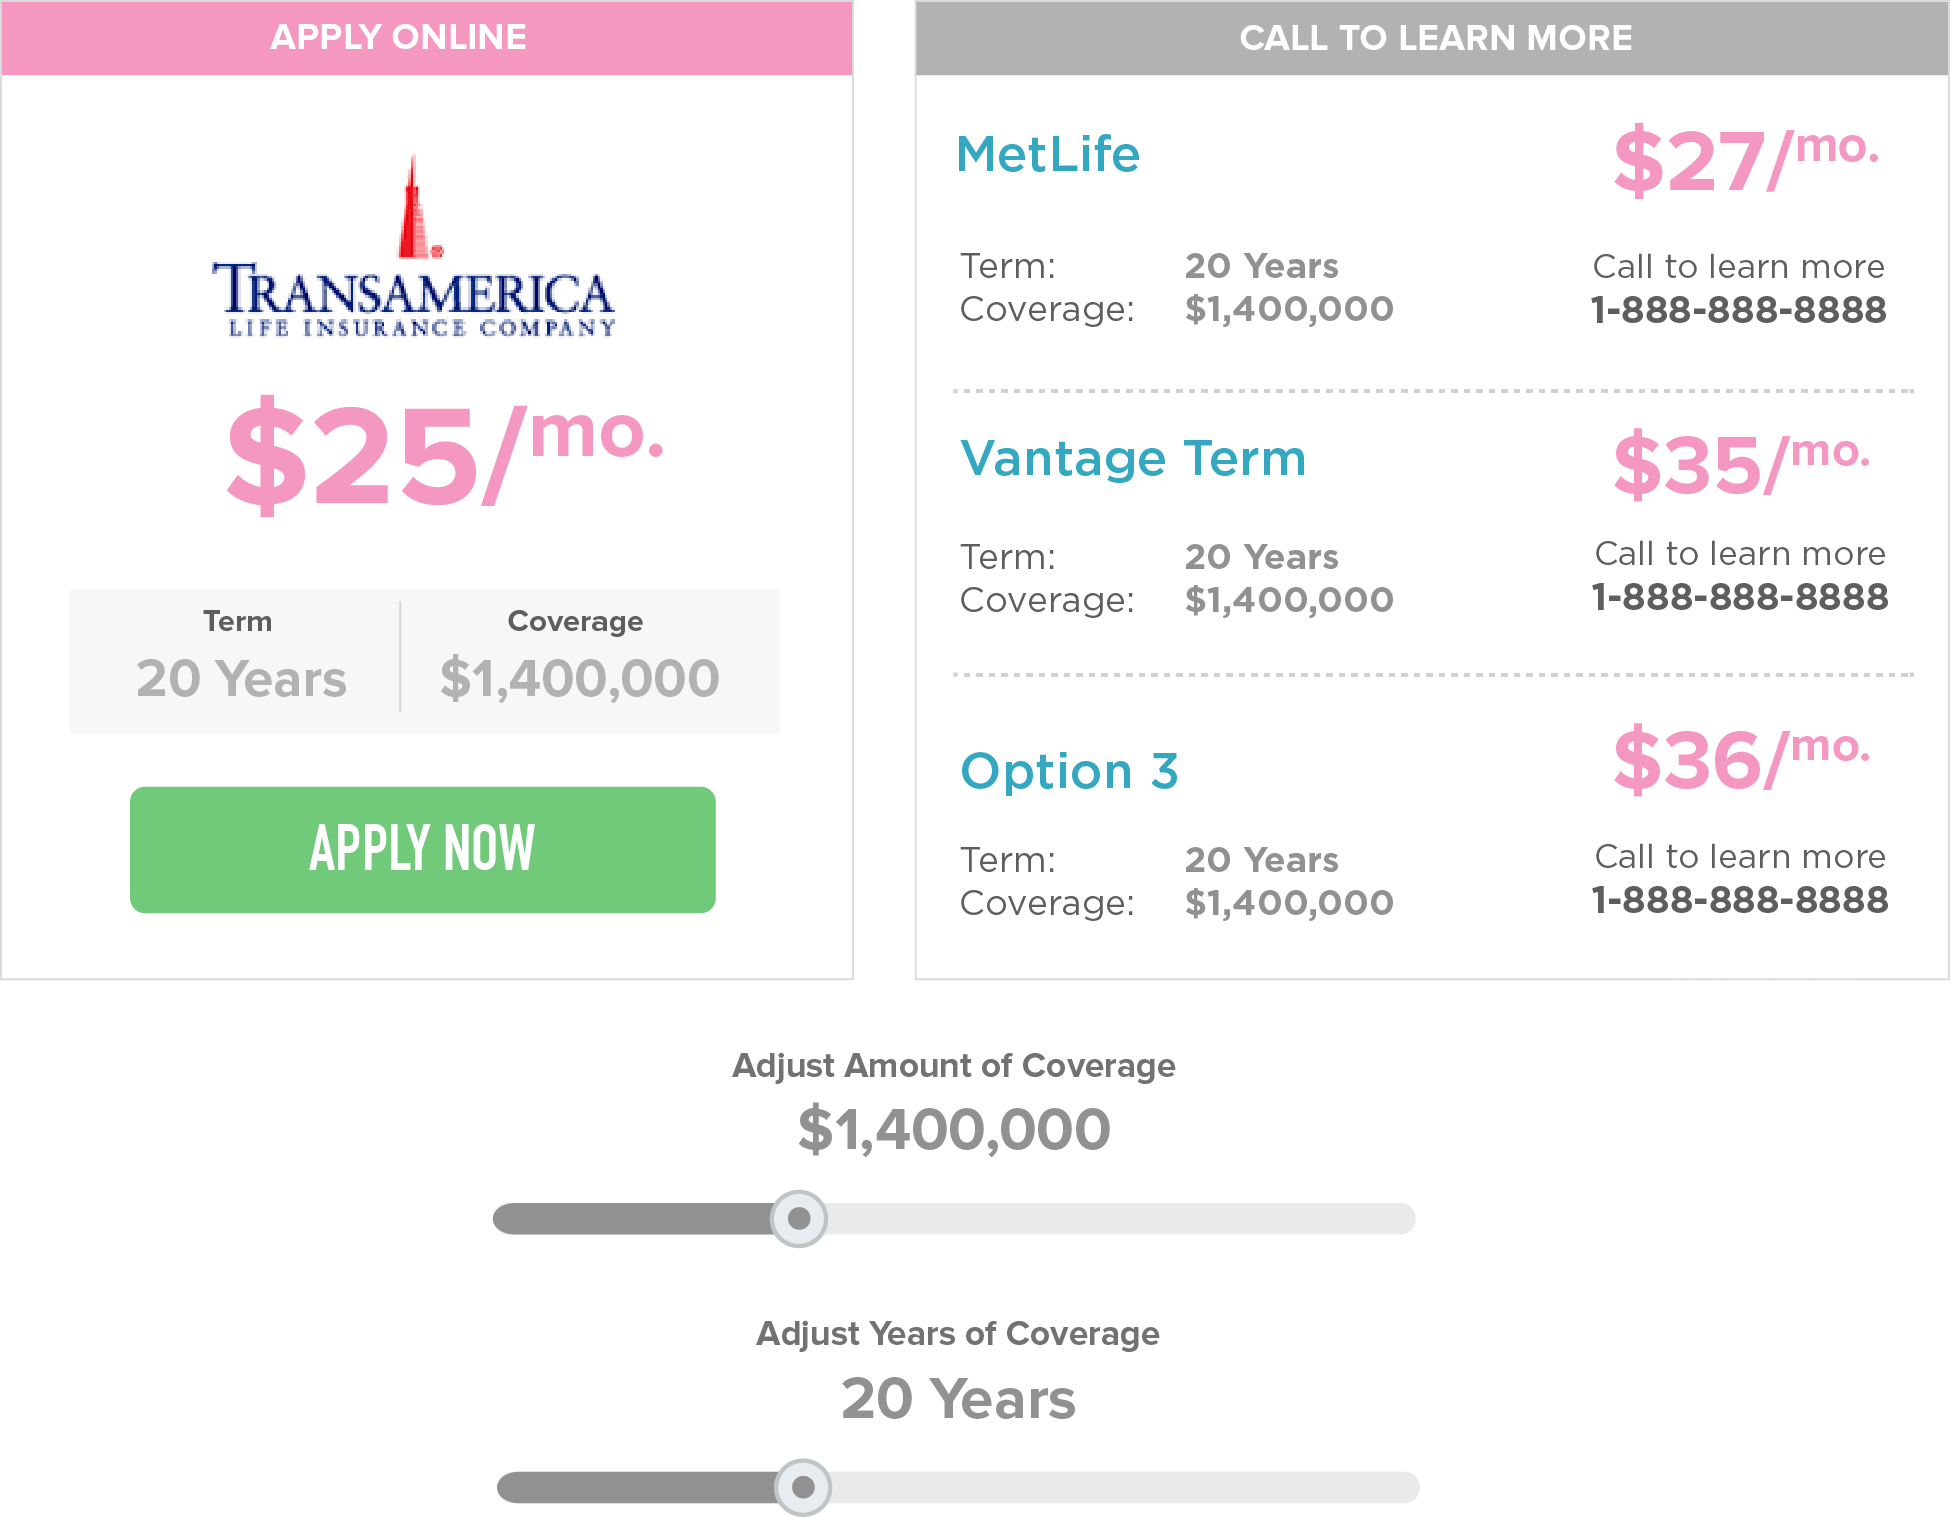 APPLY ONLINE
TRANSAMERICA
LIFE INSURANCE COMPANY
$25/mo.
Term
Coverage
20 Years
$1,400,000
APPLY NOW
CALL TO LEARN MORE
MetLife
$27/mo.
Term: 20 Years
Coverage: $1,400,000
Call to learn more
1-888-888-8888
Vantage Term
$35/mo.
Term: 20 Years
Coverage: $1,400,000
Call to learn more
1-888-888-8888
Option 3
$36/mo.
Term: 20 Years
Coverage: $1,400,000
Call to learn more
1-888-888-8888
Adjust Amount of Coverage
$1,400,000
Adjust Years of Coverage
20 Years